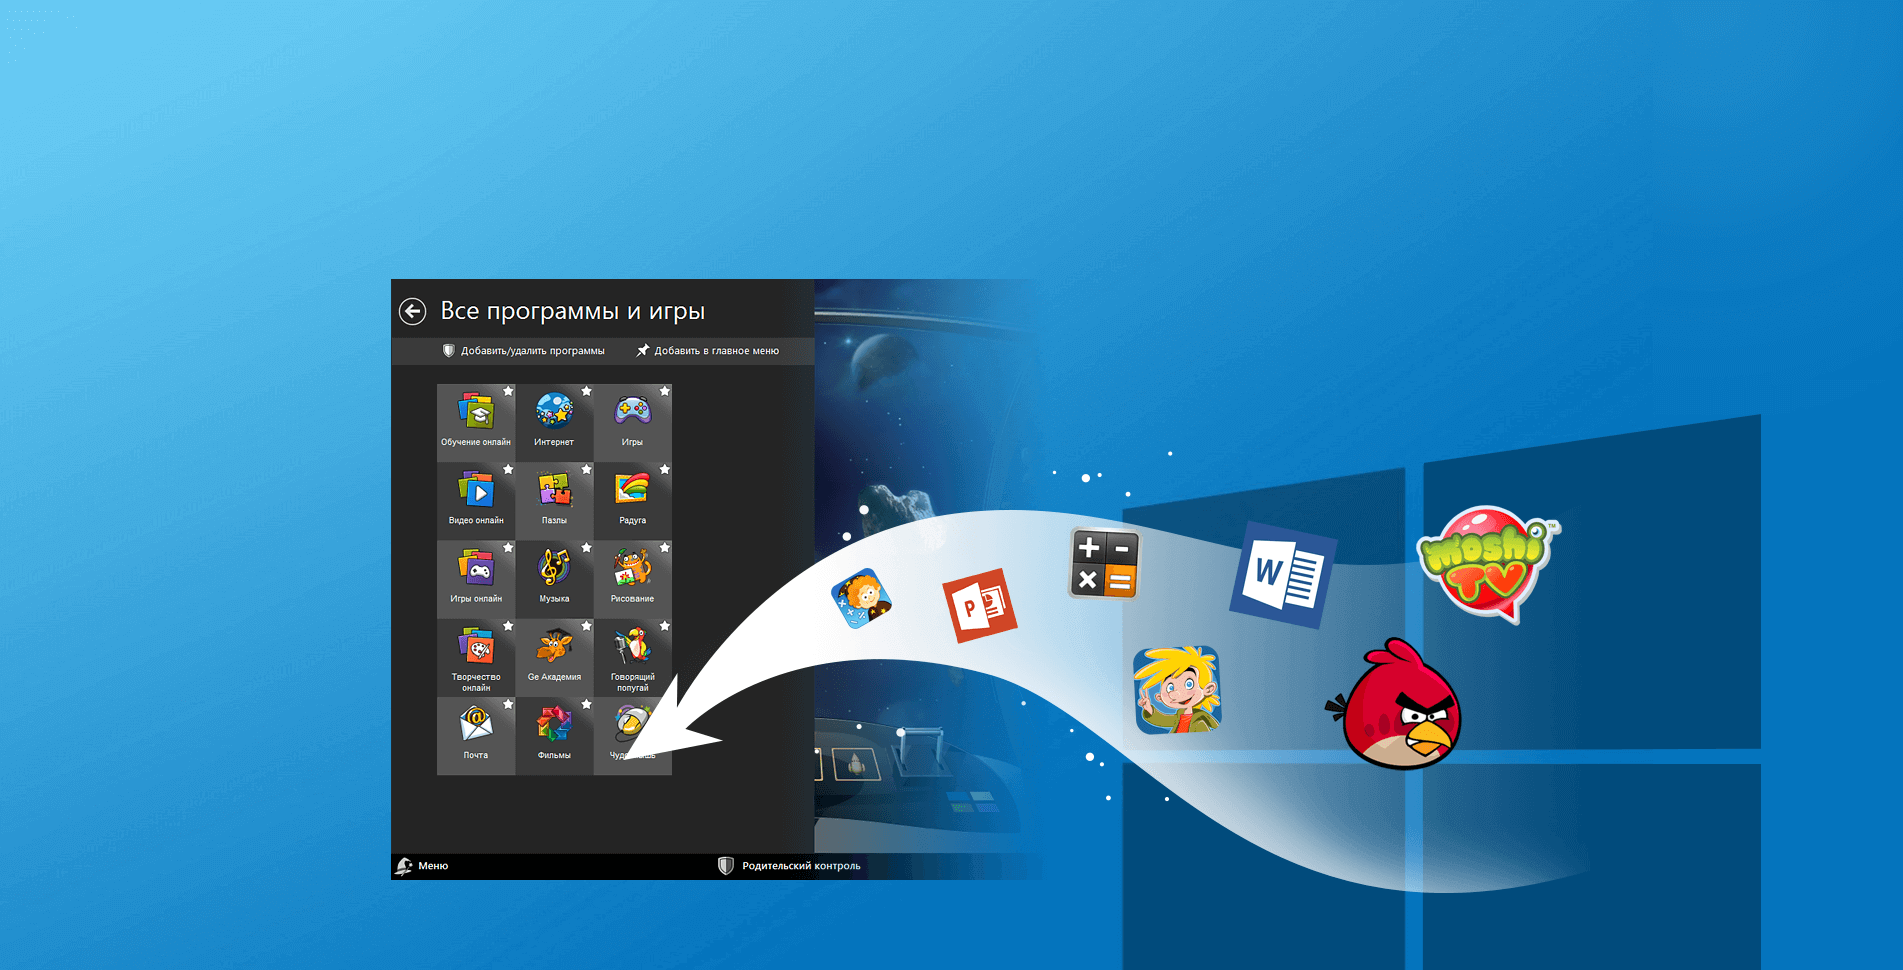 Все программы и игры
Добавить/удалить программы
Добавить в главное меню
Обучение онлайн
Интернет
Игры
Видео онлайн
Пазлы
Радуга
Игры онлайн
Музыка
Рисование
Творчество
онлайн
Ge Академия
Говорящий
попугай
Почта
Фильмы
Меню
Родительский контроль
P
W
moshi
TV
TM